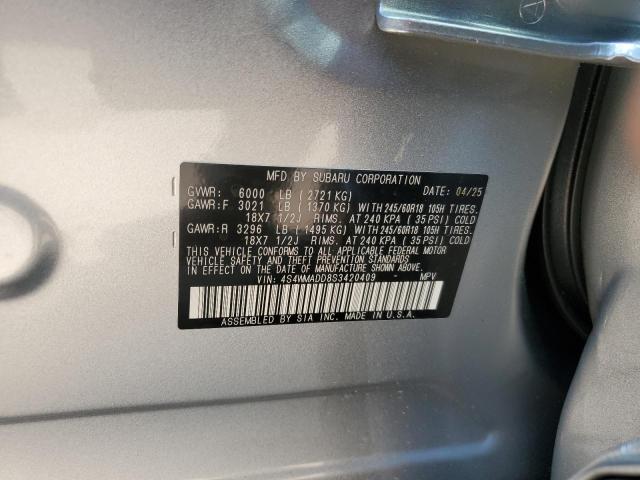 MFD BY SUBARU CORPORATION
GVWR: 6000 LB ( 2721 KG) DATE: 04/25
GAWR:F 3021 LB ( 1370 KG) WITH 245/60R18 105H TIRES.
18X7 1/2J RIMS. AT 240 KPA ( 35 PSI) COLD
GAWR:R 3296 LB ( 1495 KG) WITH 245/60R18 105H TIRES.
18X7 1/2J RIMS. AT 240 KPA ( 35 PSI) COLD
THIS VEHICLE CONFORMS TO ALL APPLICABLE FEDERAL MOTOR
VEHICLE SAFETY AND THEFT PREVENTION STANDARDS
IN EFFECT ON THE DATE OF MANUFACTURE SHOWN ABOVE.
VIN: 4S4WMADD8S3420409 - MPV
ASSEMBLED BY SIA INC. MADE IN U.S.A.